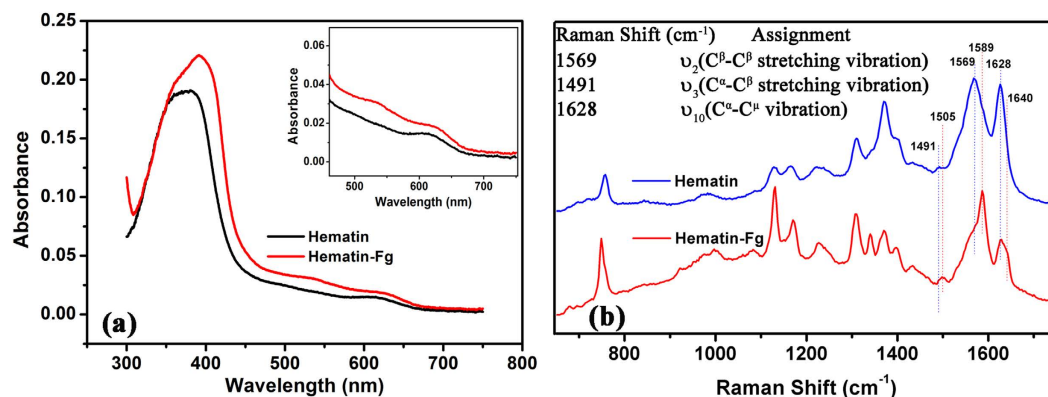 0.25
0.20
0.15
0.10
0.05
0.00
Absorbance
300
400
500
600
700
800
Wavelength (nm)
Hematin
Hematin-Fg
(a)
0.06
0.04
0.02
0.00
Absorbance
500
600
700
Wavelength (nm)
Raman Shift (cm⁻¹) Assignment
1569 υ₂(Cᵝ-Cᵝ stretching vibration)
1491 υ₃(Cᵅ-Cᵝ stretching vibration)
1628 υ₁₀(Cᵅ-Cᵘ vibration)
1589
1569 1628
1640
1505
1491
Hematin
Hematin-Fg
(b)
800 1000 1200 1400 1600
Raman Shift (cm⁻¹)